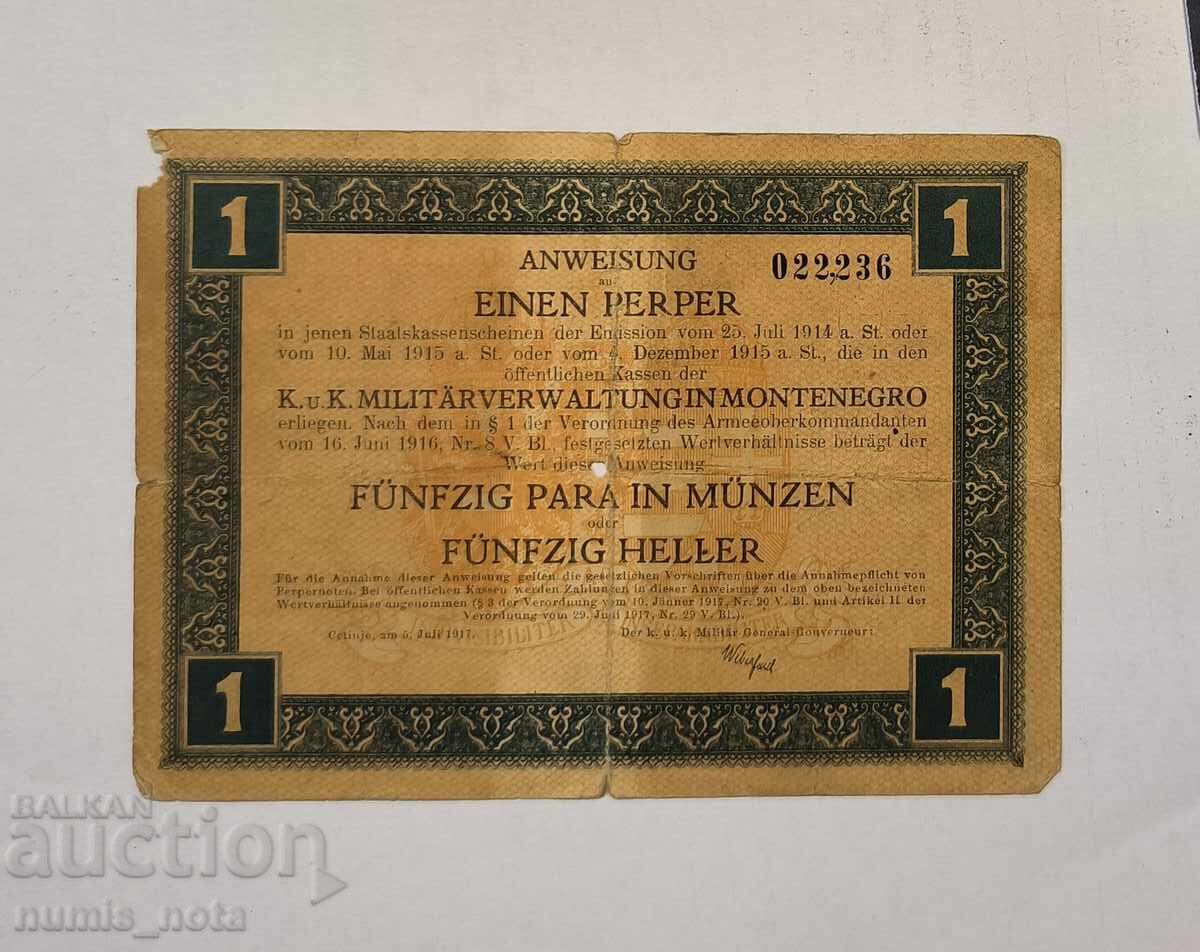 1 1
ANWEISUNG 022,236
au
EINEN PERPER
in jenen Staatskassenscheinen der Emission vom 25. Juli 1914 a. St. oder
vom 10. Mai 1915 a. St. oder vom 4. Dezember 1915 a. St., die in den
öffentlichen Kassen der
K.u.K. MILITÄRVERWALTUNG IN MONTENEGRO
erliegen. Nach dem in § 1 der Verordnung des Armeeoberkommandanten
vom 16. Juni 1916, Nr. 8 V. Bl. festgesetzten Wertverhältnisse beträgt der
Wert dieser Anweisung
FÜNFZIG PARA IN MÜNZEN
oder
FÜNFZIG HELLER
Für die Annahme dieser Anweisung gelten die gesetzlichen Vorschriften über die Annahmepflicht von
Perpernoten. Bei öffentlichen Kassen werden Zahlungen in dieser Anweisung zu dem oben bezeichneten
Wertverhältnisse angenommen (§ 3 der Verordnung vom 10. Jänner 1917, Nr. 20 V. Bl. und Artikel II der
Verordnung vom 29. Juni 1917, Nr. 29 V. Bl.).
Cetinje, am 5. Juli 1917. Der k. u. k. Militär-General-Gouverneur:
1 1
BALKAN
auction
numis_nota